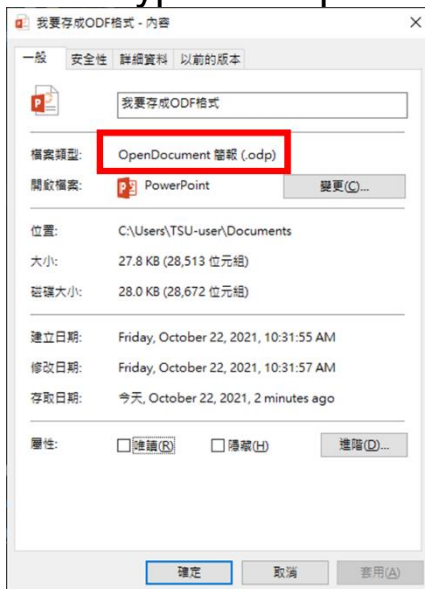 我要存成ODF格式 - 內容
一般 安全性 詳細資料 以前的版本
我要存成ODF格式
檔案類型: OpenDocument 簡報 (.odp)
開啟檔案: PowerPoint 變更(C)...
位置: C:\Users\TSU-user\Documents
大小: 27.8 KB (28,513 位元組)
磁碟大小: 28.0 KB (28,672 位元組)
建立日期: Friday, October 22, 2021, 10:31:55 AM
修改日期: Friday, October 22, 2021, 10:31:57 AM
存取日期: 今天, October 22, 2021, 2 minutes ago
屬性: 唯讀(R) 隱藏(H) 進階(D)...
確定 取消 套用(A)